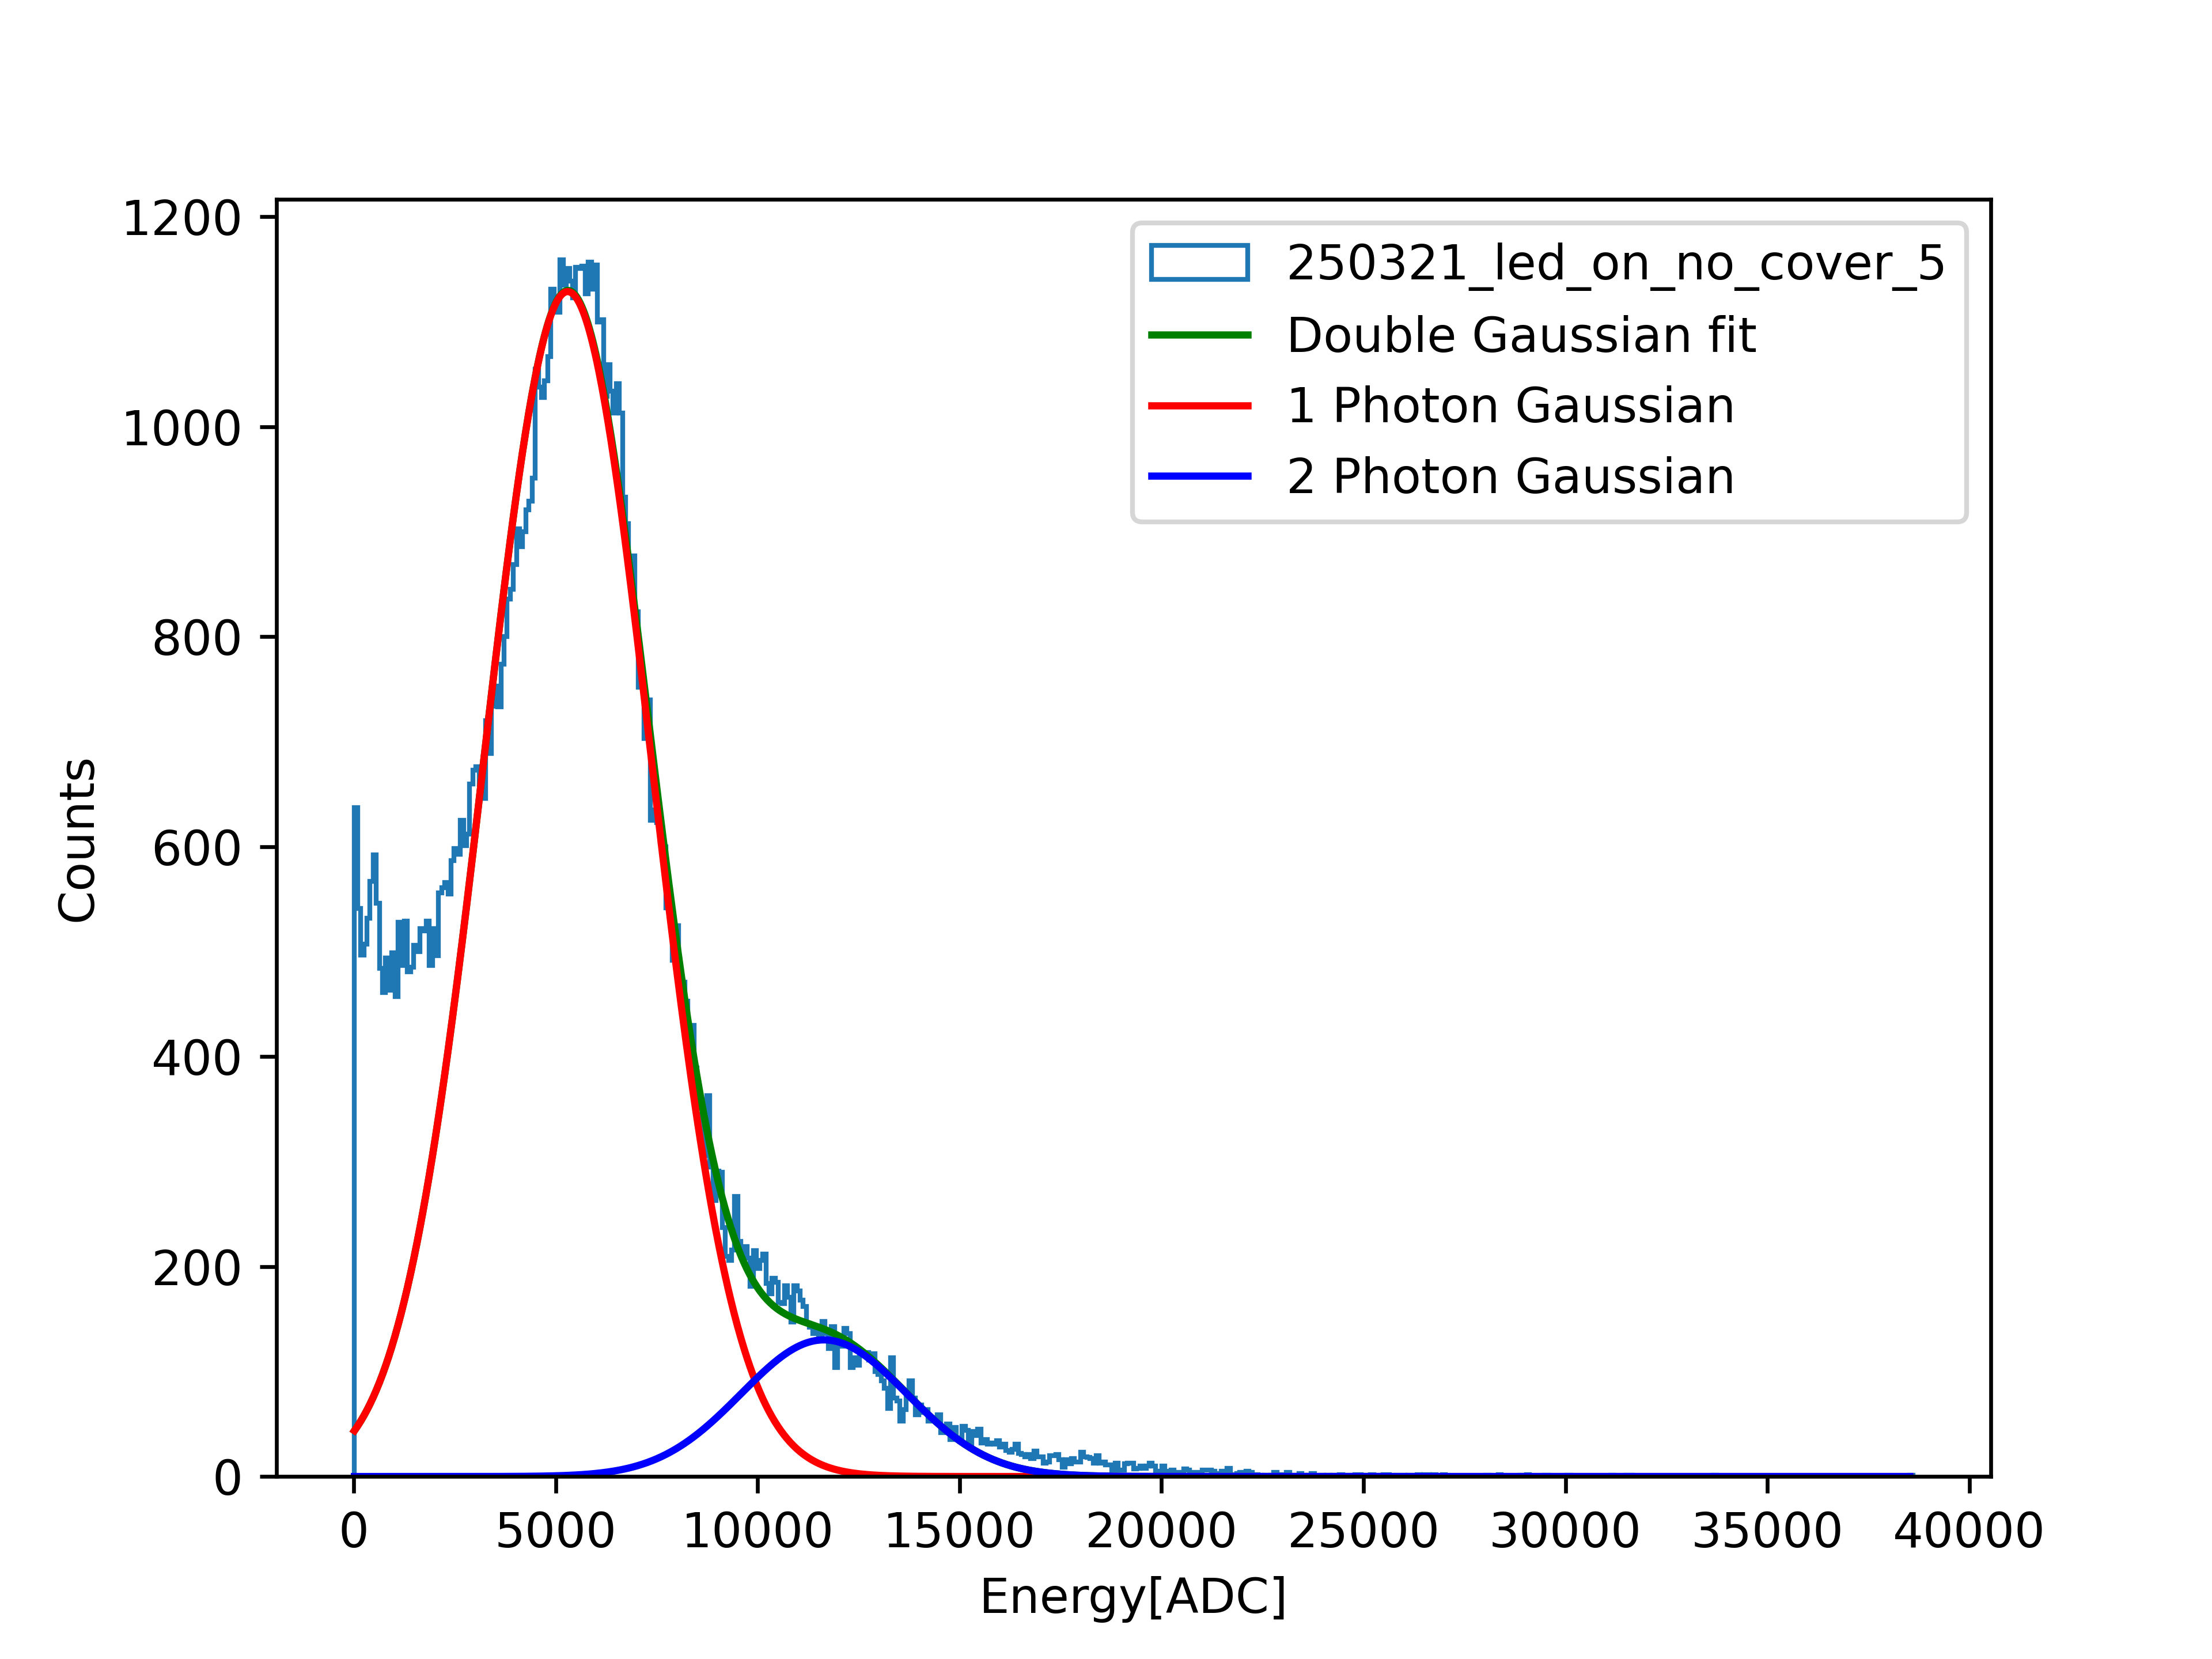 250321_led_on_no_cover_5
Double Gaussian fit
1 Photon Gaussian
2 Photon Gaussian
Counts
1200
1000
800
600
400
200
0
0 5000 10000 15000 20000 25000 30000 35000 40000
Energy[ADC]